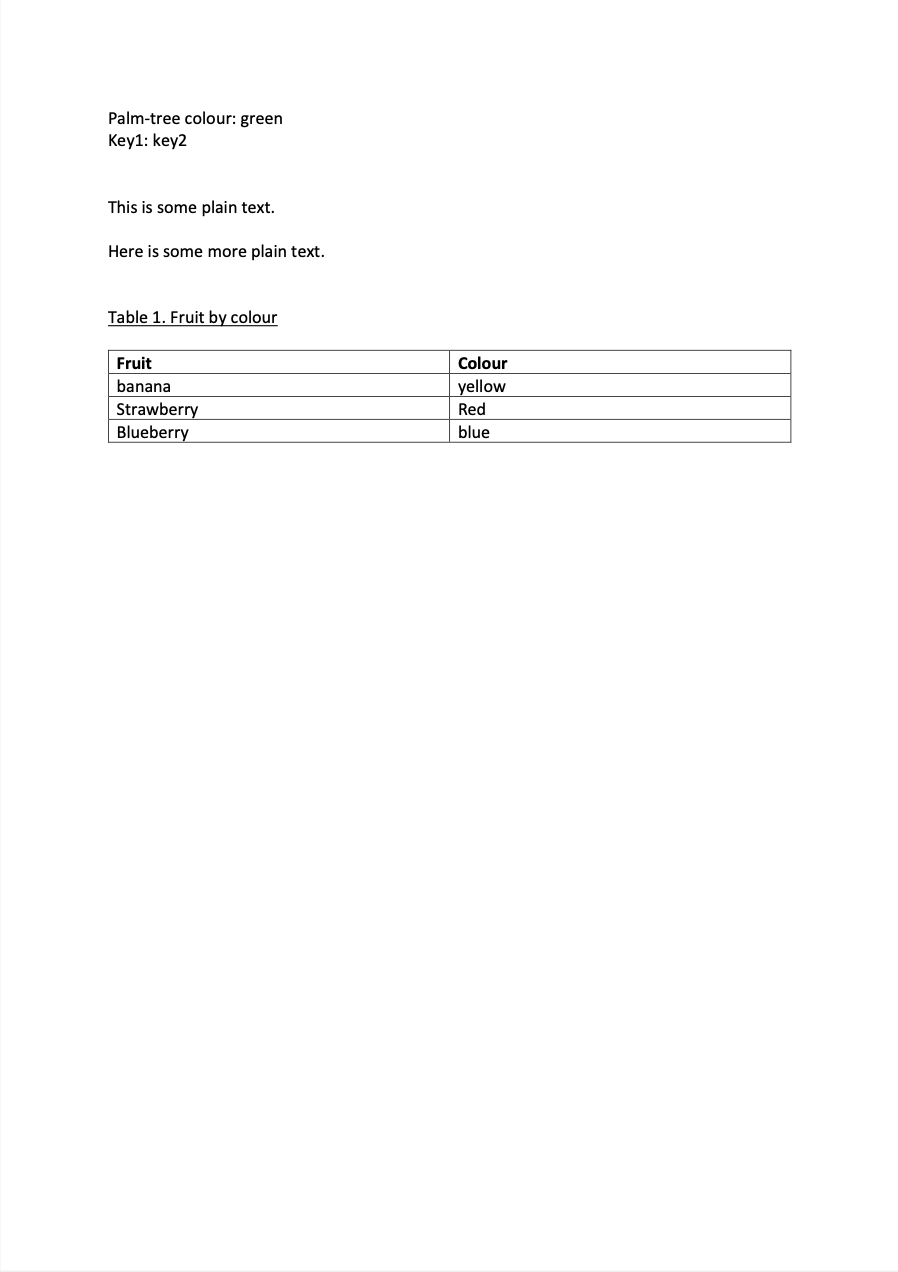 Palm-tree colour: green
Key1: key2
This is some plain text.
Here is some more plain text.
Table 1. Fruit by colour
Fruit Colour
banana yellow
Strawberry Red
Blueberry blue